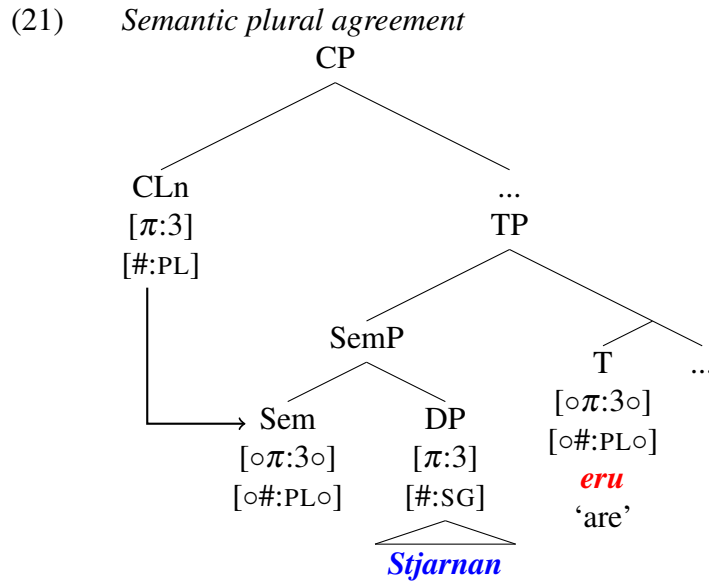 (21) Semantic plural agreement
CP
CLn ...
[π:3] TP
[#:PL]
SemP
Sem DP T ...
[○π:3○] [π:3] [○π:3○]
[○#:PL○] [#:SG] [○#:PL○]
eru
Stjarnan ‘are’